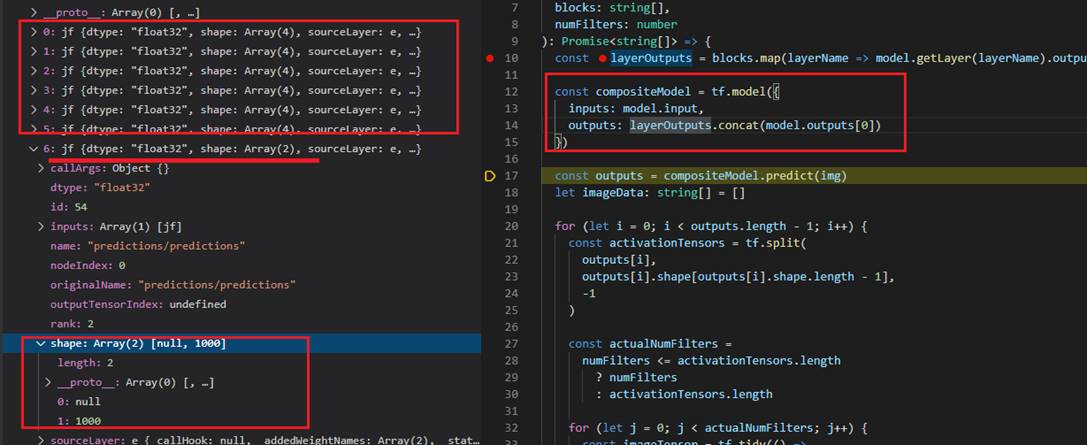 __proto__: Array(0) [, …]
0: jf {dtype: "float32", shape: Array(4), sourceLayer: e, …}
1: jf {dtype: "float32", shape: Array(4), sourceLayer: e, …}
2: jf {dtype: "float32", shape: Array(4), sourceLayer: e, …}
3: jf {dtype: "float32", shape: Array(4), sourceLayer: e, …}
4: jf {dtype: "float32", shape: Array(4), sourceLayer: e, …}
5: jf {dtype: "float32", shape: Array(4), sourceLayer: e, …}
6: jf {dtype: "float32", shape: Array(2), sourceLayer: e, …}
callArgs: Object {}
dtype: "float32"
id: 54
inputs: Array(1) [jf]
name: "predictions/predictions"
nodeIndex: 0
originalName: "predictions/predictions"
outputTensorIndex: undefined
rank: 2
shape: Array(2) [null, 1000]
length: 2
__proto__: Array(0) [, …]
0: null
1: 1000
sourceLayer: e { callHook: null, addedWeightNames: Array(2), stat…
7 blocks: string[],
8 numFilters: number
9 ): Promise<string[]> => {
10 const layerOutputs = blocks.map(layerName => model.getLayer(layerName).outpu
11
12 const compositeModel = tf.model({
13 inputs: model.input,
14 outputs: layerOutputs.concat(model.outputs[0])
15 })
16
17 const outputs = compositeModel.predict(img)
18 let imageData: string[] = []
19
20 for (let i = 0; i < outputs.length - 1; i++) {
21 const activationTensors = tf.split(
22 outputs[i],
23 outputs[i].shape[outputs[i].shape.length - 1],
24 -1
25 )
26
27 const actualNumFilters =
28 numFilters <= activationTensors.length
29 ? numFilters
30 : activationTensors.length
31
32 for (let j = 0; j < actualNumFilters; j++) {
33 const imageTensor = tf.tidy(() =>